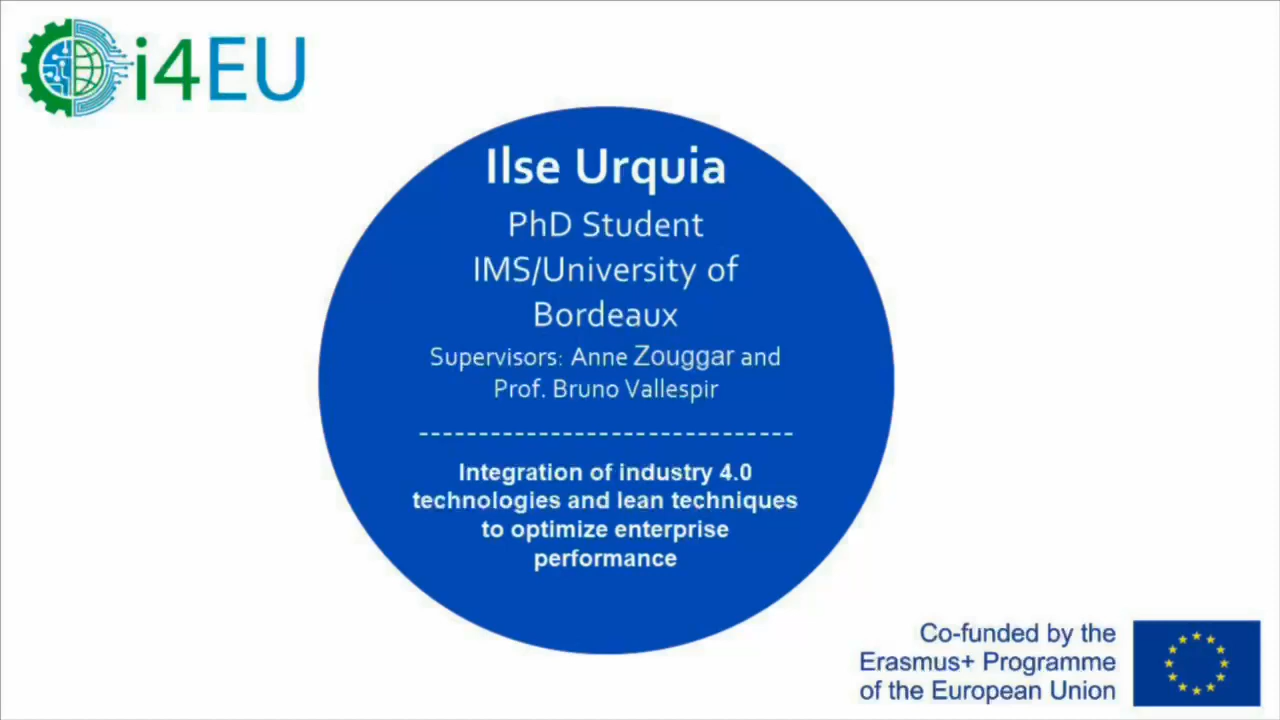 i4EU
Ilse Urquia
PhD Student
IMS/University of
Bordeaux
Supervisors: Anne Zouggar and
Prof. Bruno Vallespir
-------------------------------
Integration of industry 4.0
technologies and lean techniques
to optimize enterprise
performance
Co-funded by the
Erasmus+ Programme
of the European Union